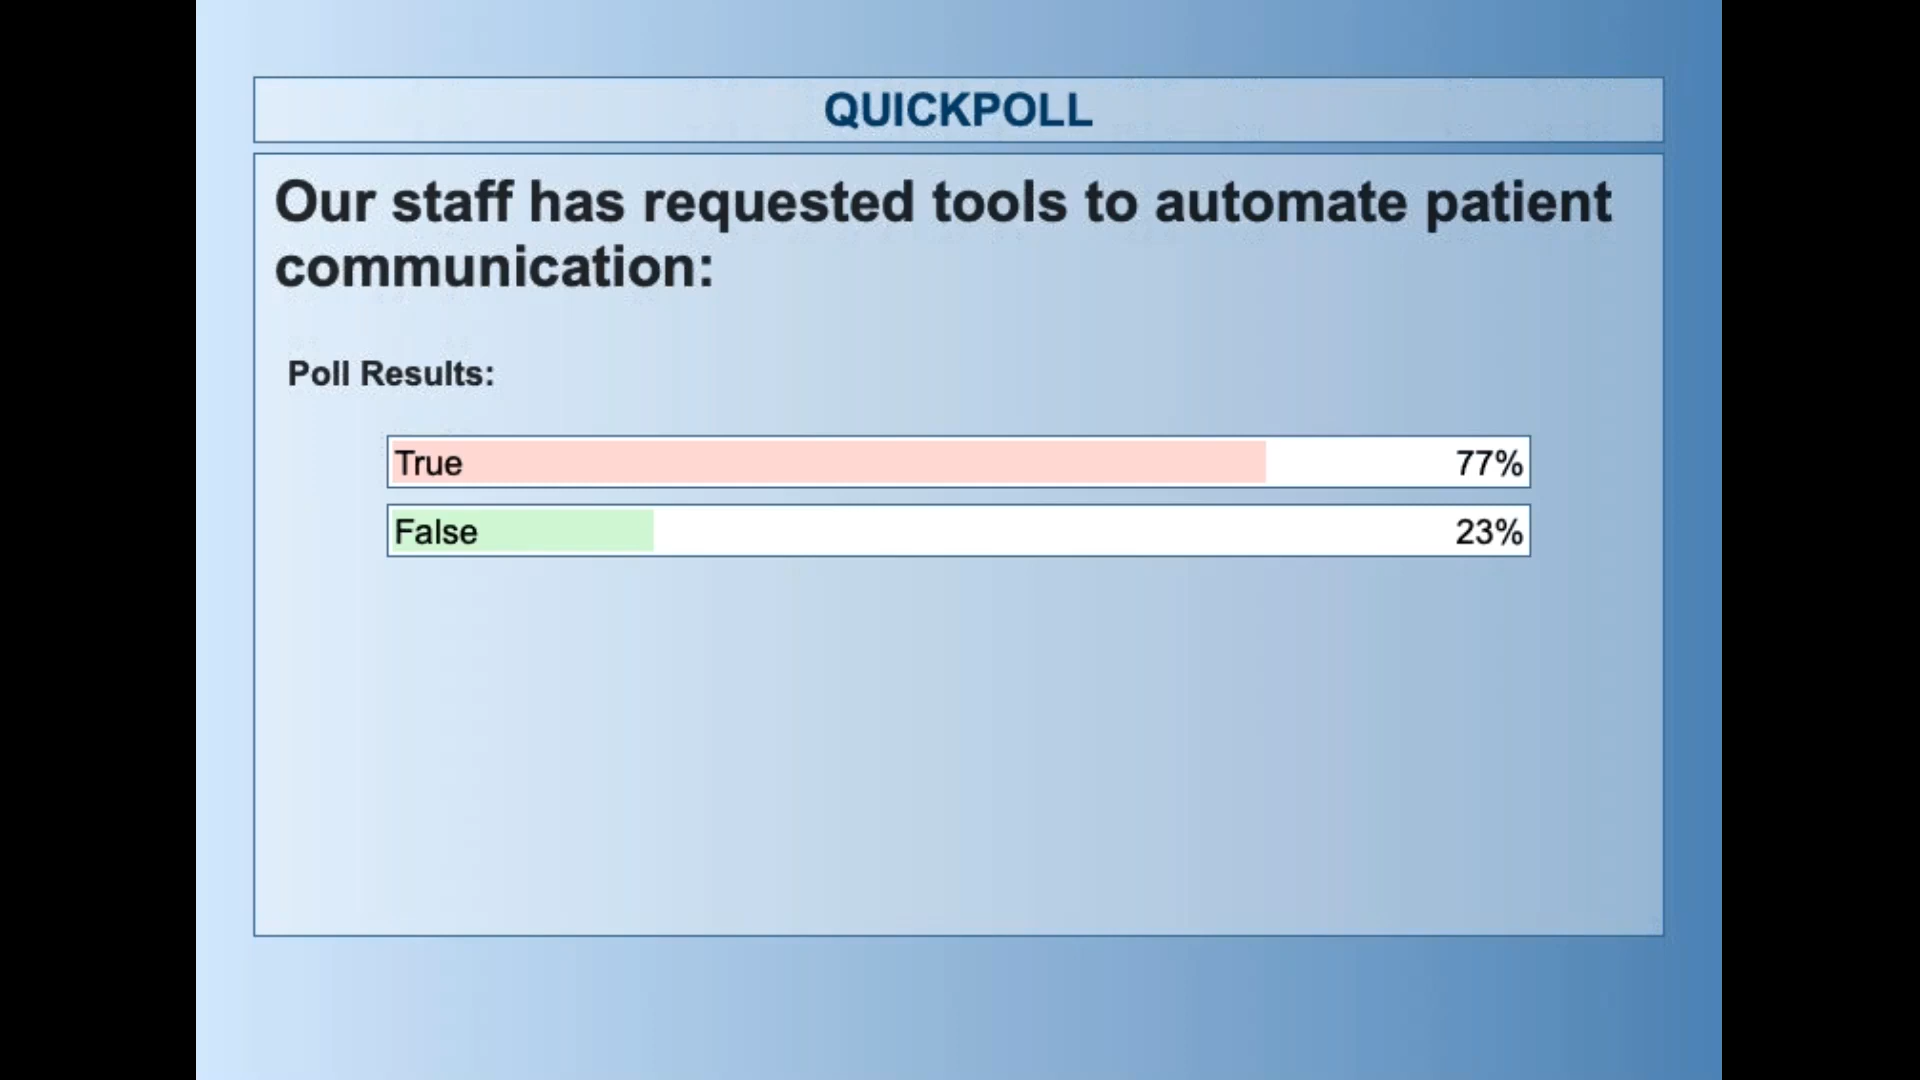 QUICKPOLL
Our staff has requested tools to automate patient
communication:
Poll Results:
True 77%
False 23%